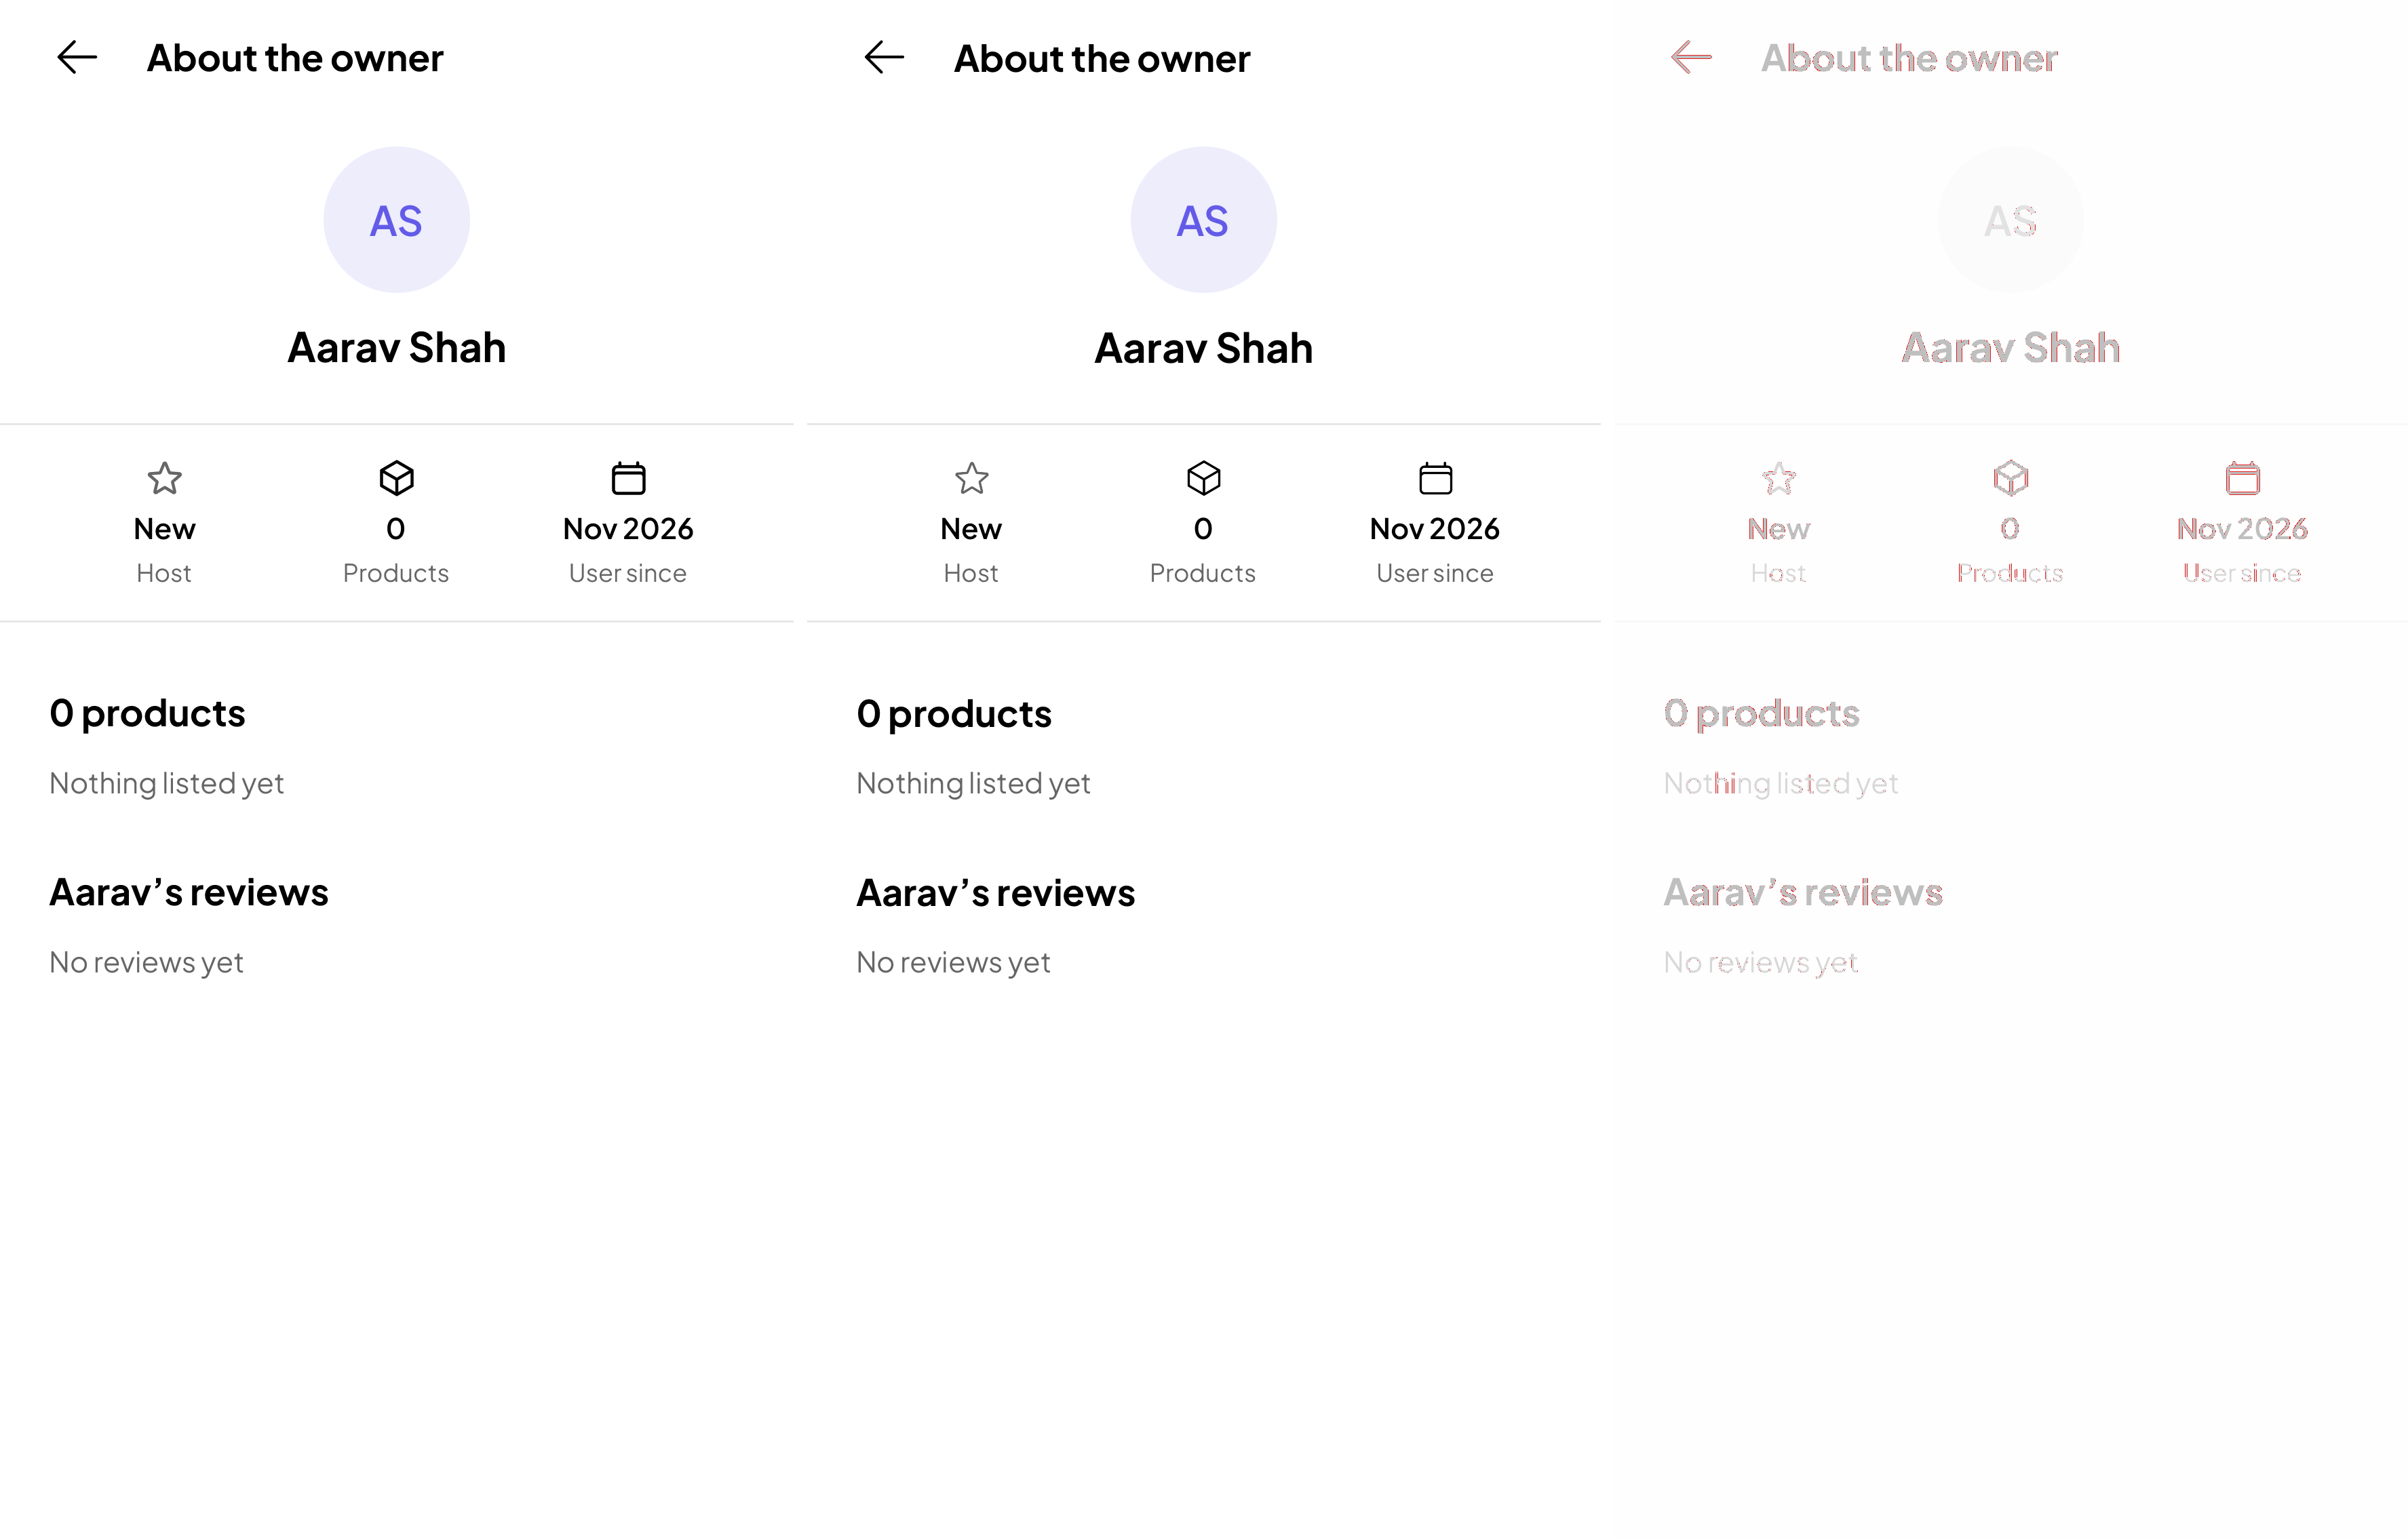 About the owner
About the owner
About the owner
AS
AS
AS
Aarav Shah
Aarav Shah
Aarav Shah
New
0
Nov 2026
New
0
Nov 2026
New
0
Nov 2026
Host
Products
User since
Host
Products
User since
Host
Products
User since
0 products
0 products
0 products
Nothing listed yet
Nothing listed yet
Nothing listed yet
Aarav’s reviews
Aarav’s reviews
Aarav’s reviews
No reviews yet
No reviews yet
No reviews yet